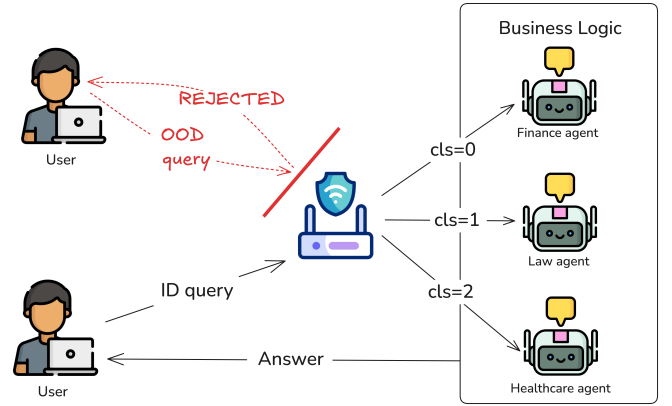 Business Logic
REJECTED
OOD
query
User
Finance agent
cls=0
cls=1
Law agent
ID query
cls=2
Answer
User
Healthcare agent